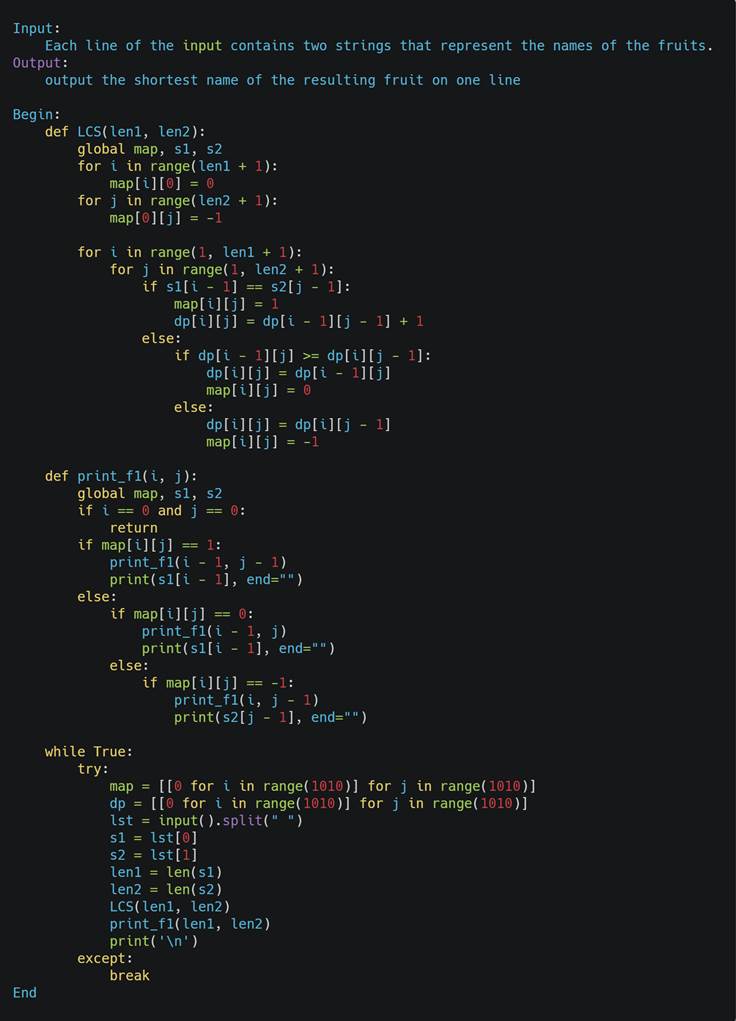 Input:
    Each line of the input contains two strings that represent the names of the fruits.
Output:
    output the shortest name of the resulting fruit on one line

Begin:
    def LCS(len1, len2):
        global map, s1, s2
        for i in range(len1 + 1):
            map[i][0] = 0
        for j in range(len2 + 1):
            map[0][j] = -1

        for i in range(1, len1 + 1):
            for j in range(1, len2 + 1):
                if s1[i - 1] == s2[j - 1]:
                    map[i][j] = 1
                    dp[i][j] = dp[i - 1][j - 1] + 1
                else:
                    if dp[i - 1][j] >= dp[i][j - 1]:
                        dp[i][j] = dp[i - 1][j]
                        map[i][j] = 0
                    else:
                        dp[i][j] = dp[i][j - 1]
                        map[i][j] = -1

    def print_f1(i, j):
        global map, s1, s2
        if i == 0 and j == 0:
            return
        if map[i][j] == 1:
            print_f1(i - 1, j - 1)
            print(s1[i - 1], end="")
        else:
            if map[i][j] == 0:
                print_f1(i - 1, j)
                print(s1[i - 1], end="")
            else:
                if map[i][j] == -1:
                    print_f1(i, j - 1)
                    print(s2[j - 1], end="")

    while True:
        try:
            map = [[0 for i in range(1010)] for j in range(1010)]
            dp = [[0 for i in range(1010)] for j in range(1010)]
            lst = input().split(" ")
            s1 = lst[0]
            s2 = lst[1]
            len1 = len(s1)
            len2 = len(s2)
            LCS(len1, len2)
            print_f1(len1, len2)
            print('\n')
        except:
            break
End